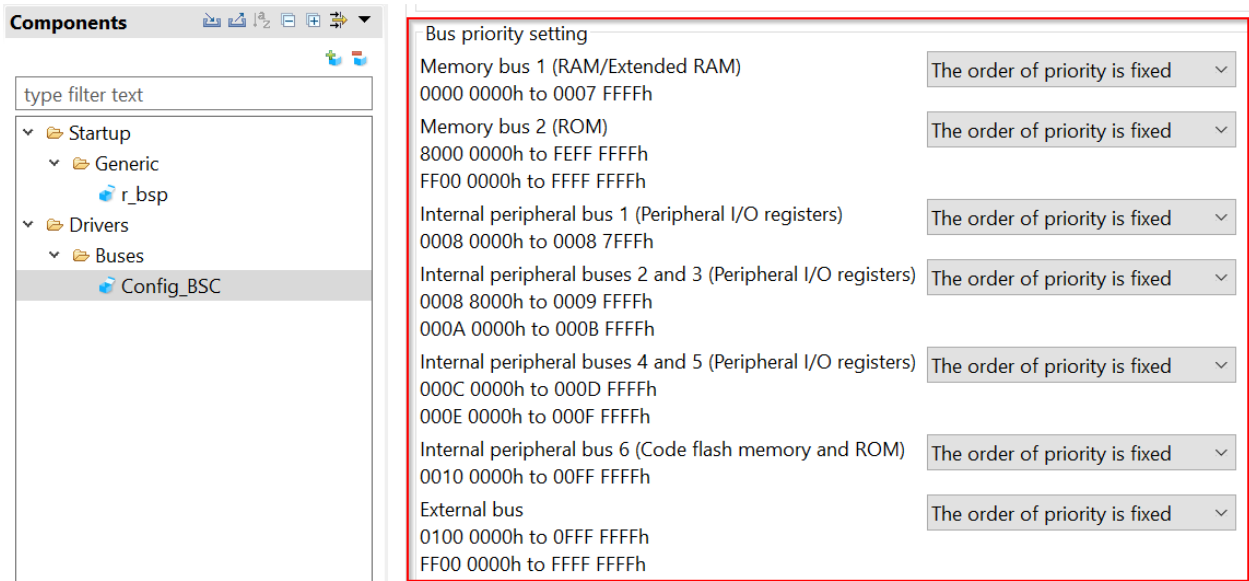 Components
type filter text
Startup
Generic
r_bsp
Drivers
Buses
Config_BSC
Bus priority setting
Memory bus 1 (RAM/Extended RAM)
The order of priority is fixed
0000 0000h to 0007 FFFFh
Memory bus 2 (ROM)
The order of priority is fixed
8000 0000h to FEFF FFFFh
FF00 0000h to FFFF FFFFh
Internal peripheral bus 1 (Peripheral I/O registers)
The order of priority is fixed
0008 0000h to 0008 7FFFh
Internal peripheral buses 2 and 3 (Peripheral I/O registers)
The order of priority is fixed
0008 8000h to 0009 FFFFh
000A 0000h to 000B FFFFh
Internal peripheral buses 4 and 5 (Peripheral I/O registers)
The order of priority is fixed
000C 0000h to 000D FFFFh
000E 0000h to 000F FFFFh
Internal peripheral bus 6 (Code flash memory and ROM)
The order of priority is fixed
0010 0000h to 00FF FFFFh
External bus
The order of priority is fixed
0100 0000h to 0FFF FFFFh
FF00 0000h to FFFF FFFFh